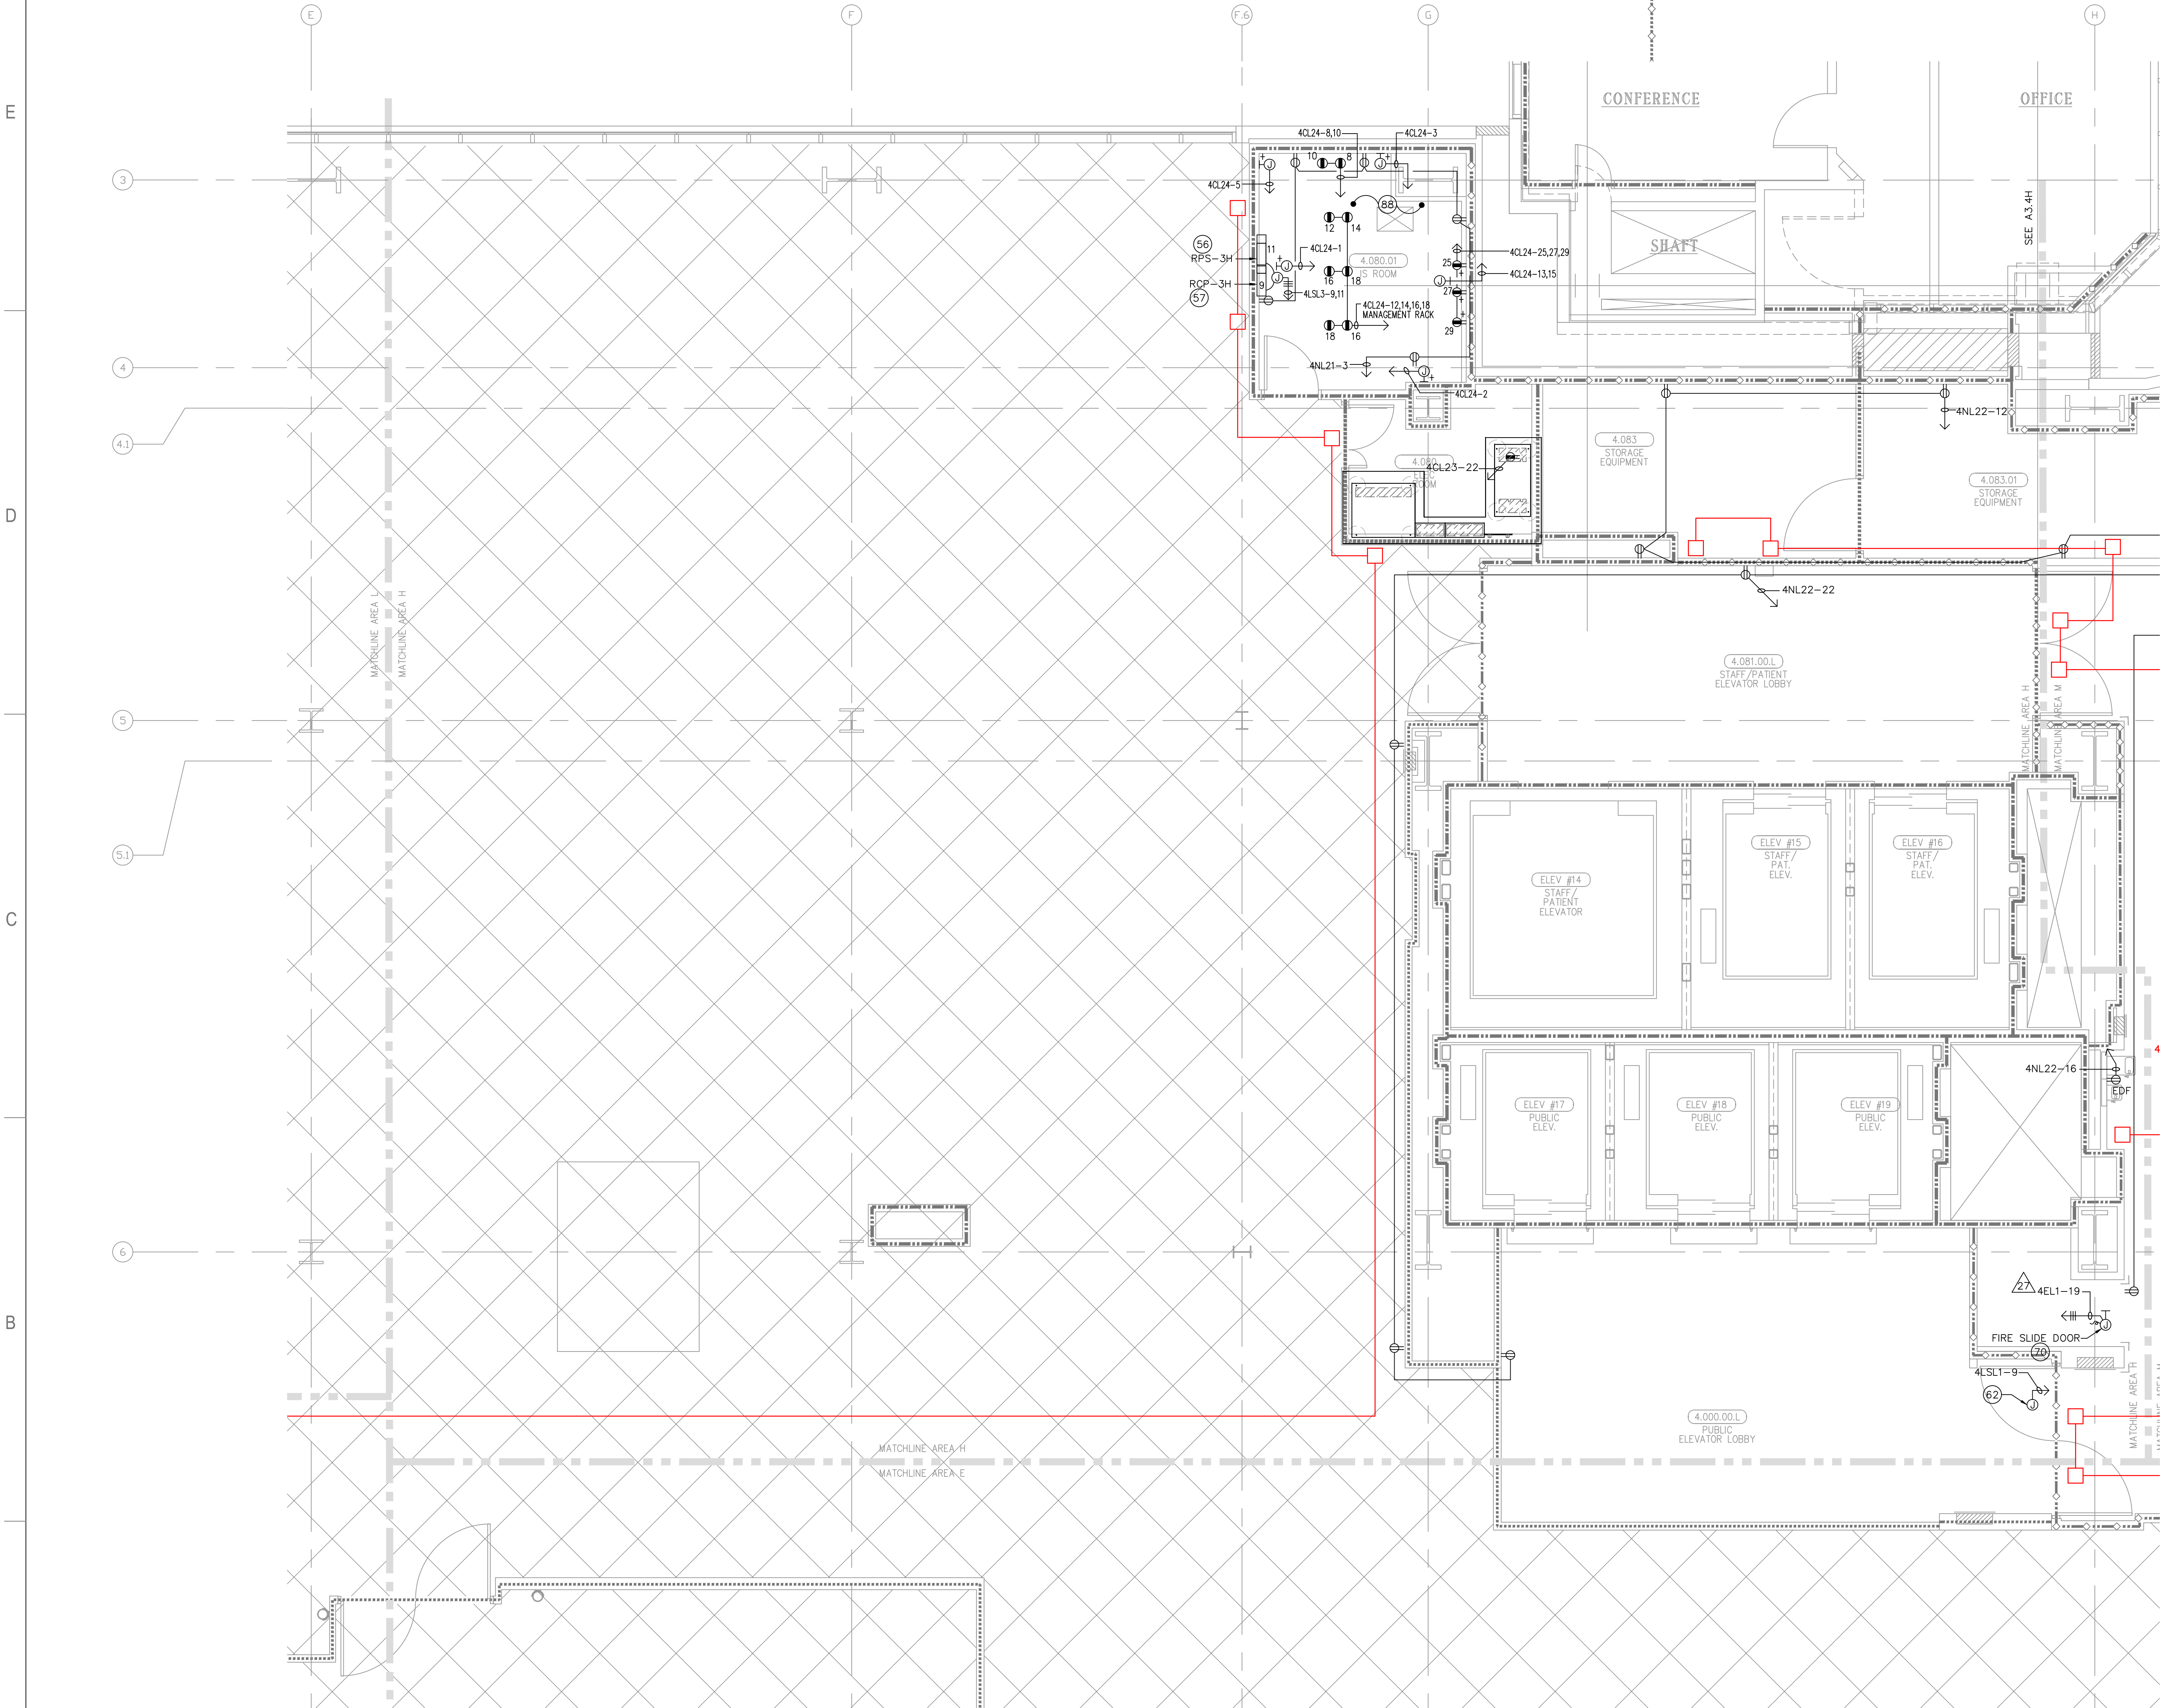 E
F
F.6
G
H
E
D
C
B
3
4
4.1
5
5.1
6
CONFERENCE
OFFICE
SHAFT
SEE A3.4H
4CL24-8,10
4CL24-3
10
8
4CL24-5
88
12
14
56
RPS-3H
11
4CL24-1
4CL24-25,27,29
4.080.01
IS ROOM
25
4CL24-13,15
RCP-3H
9
57
16
18
4LSL3-9,11
27
4CL24-12,14,16,18
MANAGEMENT RACK
18
16
29
4NL21-3
4CL24-2
4NL22-12
4.083
STORAGE
EQUIPMENT
4.080
ROOM
4CL23-22
4.083.01
STORAGE
EQUIPMENT
4NL22-22
MATCHLINE AREA L
MATCHLINE AREA H
4.081.00.L
STAFF/PATIENT
ELEVATOR LOBBY
MATCHLINE AREA H
MATCHLINE AREA M
ELEV #14
STAFF/
PATIENT
ELEVATOR
ELEV #15
STAFF/
PAT.
ELEV.
ELEV #16
STAFF/
PAT.
ELEV.
4
4NL22-16
EDF
ELEV #17
PUBLIC
ELEV.
ELEV #18
PUBLIC
ELEV.
ELEV #19
PUBLIC
ELEV.
27
4EL1-19
FIRE SLIDE DOOR
70
4LSL1-9
62
MATCHLINE AREA H
4.000.00.L
PUBLIC
ELEVATOR LOBBY
MATCHLINE AREA H
MATCHLINE AREA E